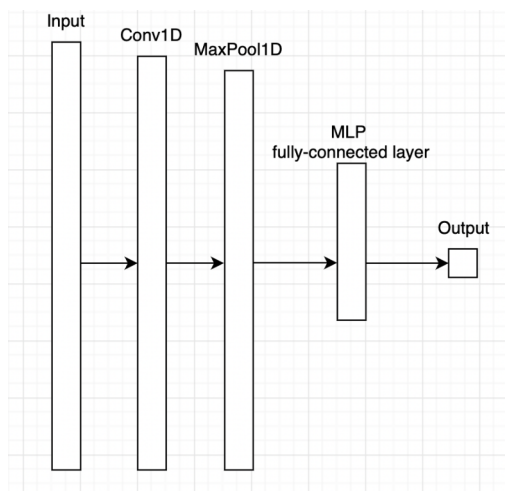 Input
Conv1D
MaxPool1D
MLP
fully-connected layer
Output